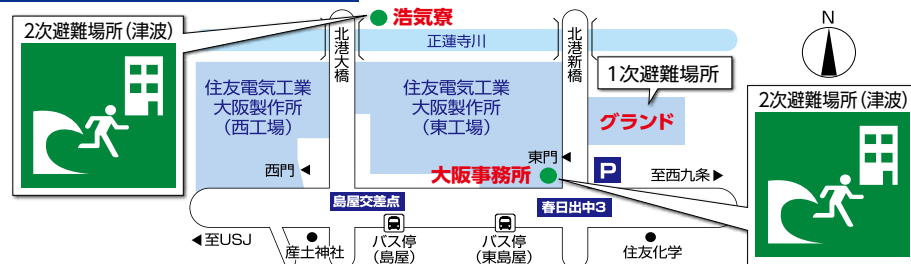 2次避難場所(津波)
浩気寮
北港大橋
正蓮寺川
北港新橋
N
住友電気工業
大阪製作所
(西工場)
住友電気工業
大阪製作所
(東工場)
1次避難場所
グランド
2次避難場所(津波)
西門◀
東門◀
大阪事務所
P
至西九条▶
島屋交差点
春日出中3
◀至USJ
産土神社
バス停
(島屋)
バス停
(東島屋)
住友化学